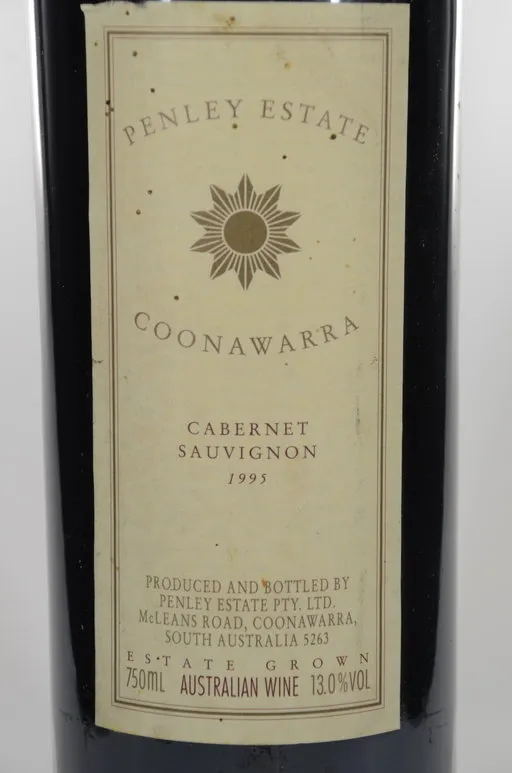 PENLEY ESTATE
COONAWARRA
CABERNET
SAUVIGNON
1995
PRODUCED AND BOTTLED BY
PENLEY ESTATE PTY. LTD.
McLEANS ROAD, COONAWARRA,
SOUTH AUSTRALIA 5263
ESTATE GROWN
750ML AUSTRALIAN WINE 13.0%VOL